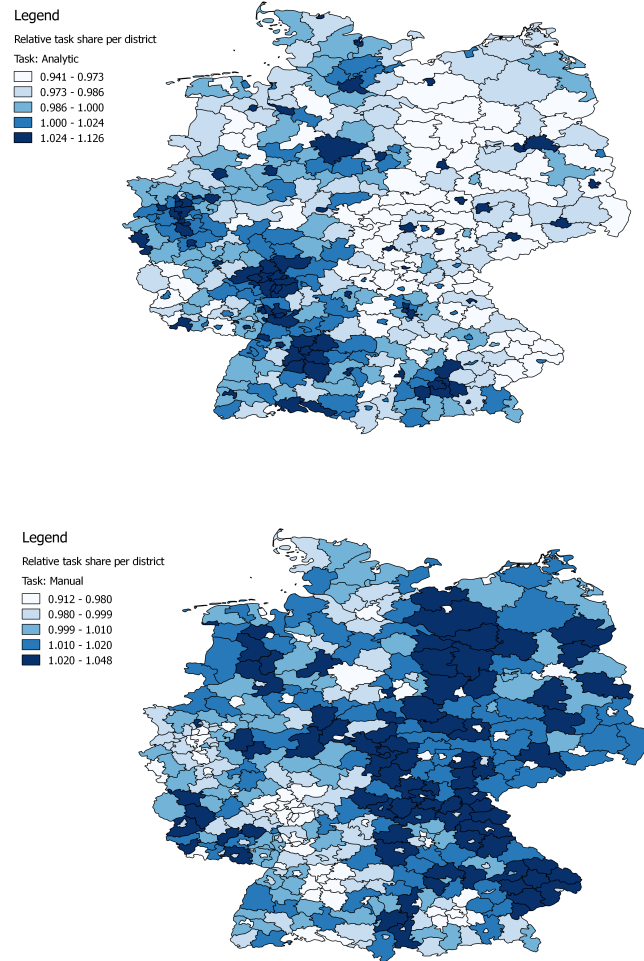 Legend
Relative task share per district
Task: Analytic
0.941 - 0.973
0.973 - 0.986
0.986 - 1.000
1.000 - 1.024
1.024 - 1.126
Legend
Relative task share per district
Task: Manual
0.912 - 0.980
0.980 - 0.999
0.999 - 1.010
1.010 - 1.020
1.020 - 1.048